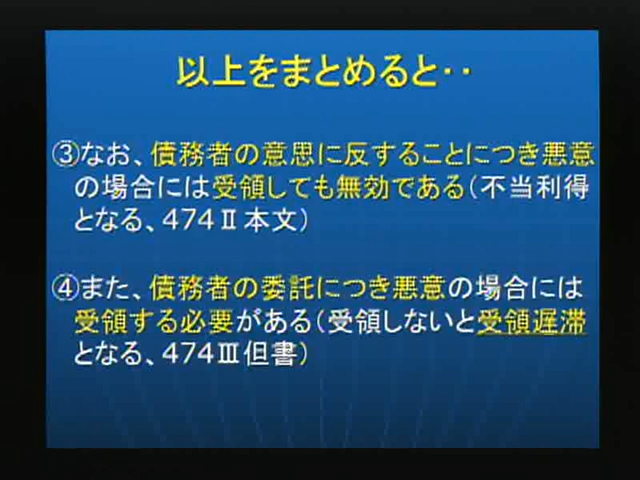 以上をまとめると‥
③なお、債務者の意思に反することにつき悪意
の場合には受領しても無効である（不当利得
となる、474Ⅱ本文）
④また、債務者の委託につき悪意の場合には
受領する必要がある（受領しないと受領遅滞
となる、474Ⅲ但書）